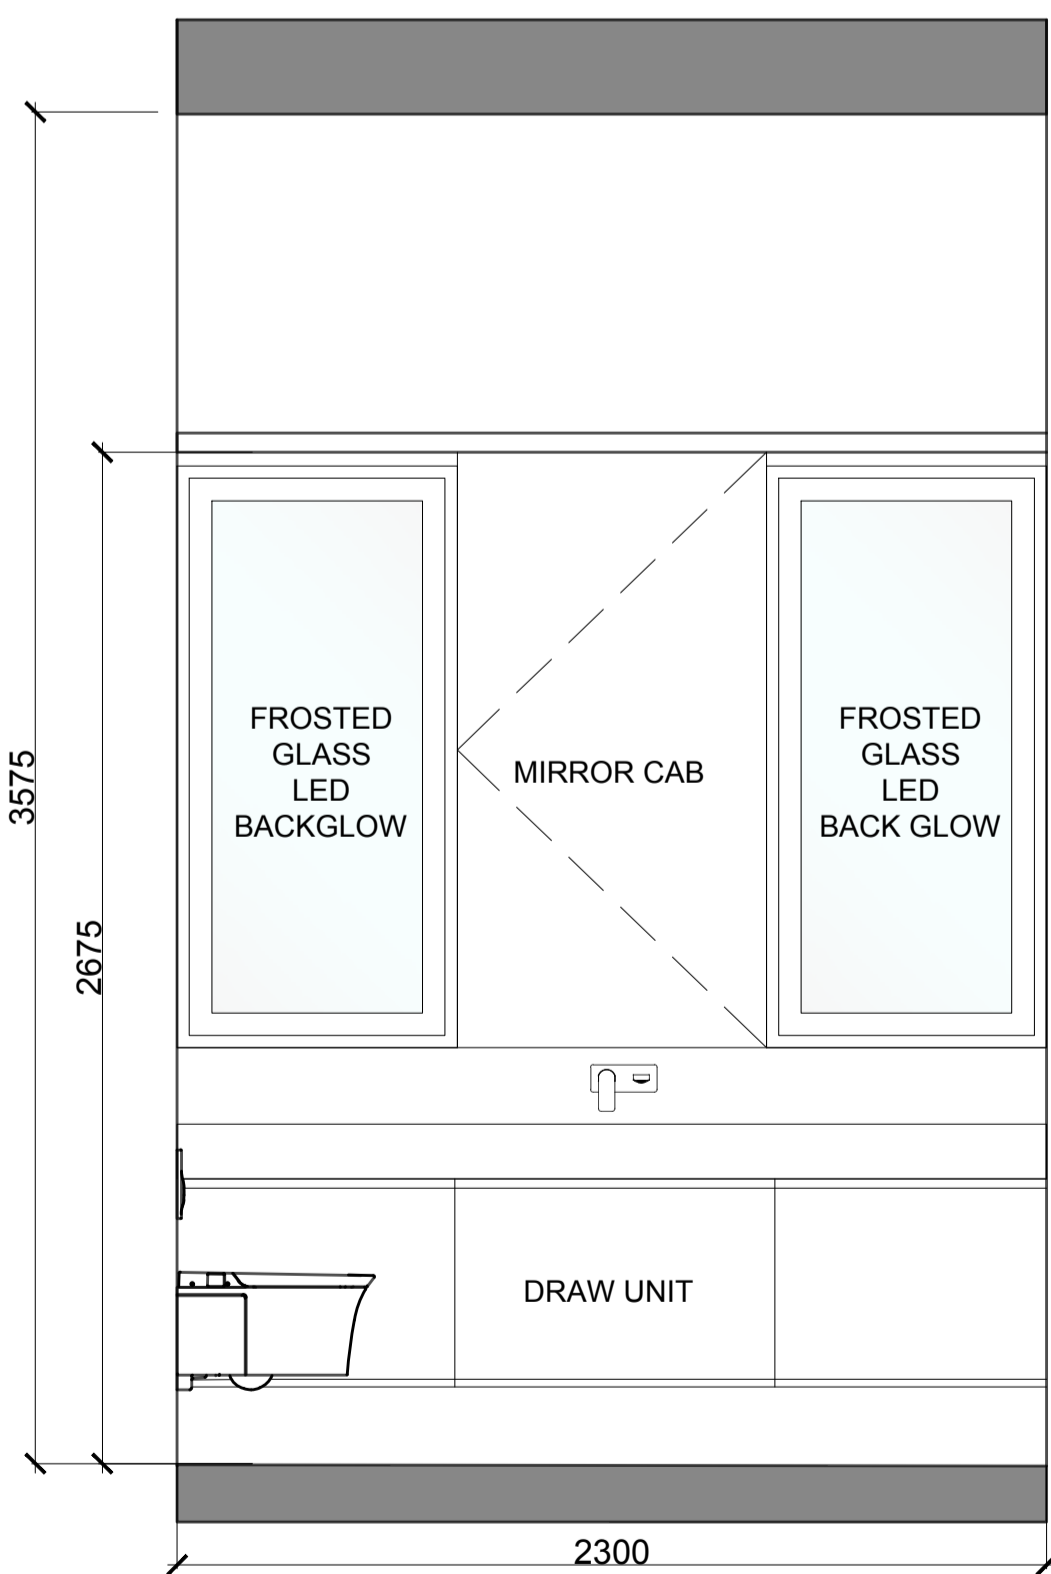 FROSTED
GLASS
LED
BACKGLOW
MIRROR CAB
FROSTED
GLASS
LED
BACK GLOW
3575
2675
DRAW UNIT
2300